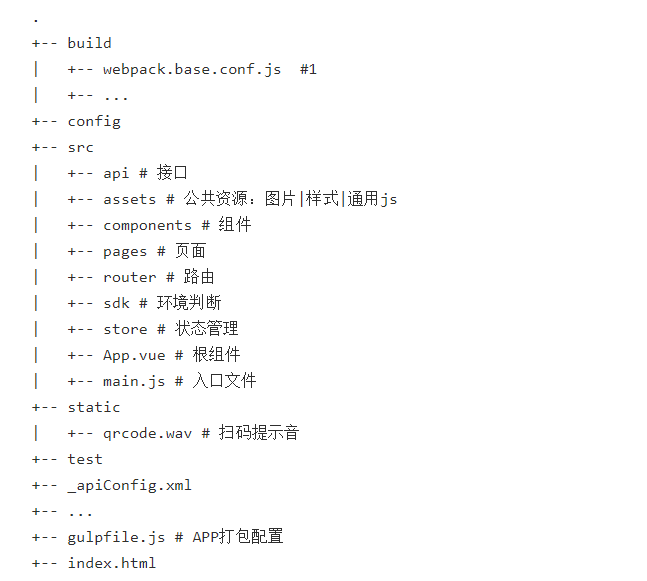 .
+-- build
|   +-- webpack.base.conf.js  #1
|   +-- ...
+-- config
+-- src
|   +-- api # 接口
|   +-- assets # 公共资源：图片|样式|通用js
|   +-- components # 组件
|   +-- pages # 页面
|   +-- router # 路由
|   +-- sdk # 环境判断
|   +-- store # 状态管理
|   +-- App.vue # 根组件
|   +-- main.js # 入口文件
+-- static
|   +-- qrcode.wav # 扫码提示音
+-- test
+-- _apiConfig.xml
+-- ...
+-- gulpfile.js # APP打包配置
+-- index.html